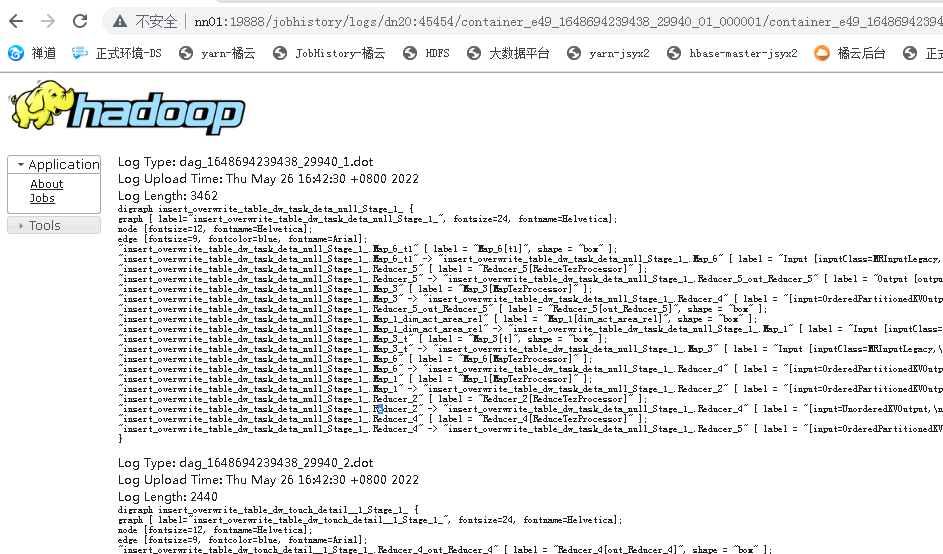 不安全 nn01:19888/jobhistory/logs/dn20:45454/container_e49_1648694239438_29940_01_000001/container_e49_164869423943
禅道 正式环境-DS yarn-橘云 JobHistory-橘云 HDFS 大数据平台 yarn-jsyx2 hbase-master-jsyx2 橘云后台 正式
hadoop
Application
About
Jobs
Tools
Log Type: dag_1648694239438_29940_1.dot
Log Upload Time: Thu May 26 16:42:30 +0800 2022
Log Length: 3462
digraph insert_overwrite_table_dw_task_deta_null_Stage_1_ {
graph [ label="insert_overwrite_table_dw_task_deta_null_Stage_1_", fontsize=24, fontname=Helvetica];
node [fontsize=12, fontname=Helvetica];
edge [fontsize=9, fontcolor=blue, fontname=Arial];
"insert_overwrite_table_dw_task_deta_null_Stage_1_.Map_6_t1" [ label = "Map_6[t1]", shape = "box" ];
"insert_overwrite_table_dw_task_deta_null_Stage_1_.Map_6_t1" -> "insert_overwrite_table_dw_task_deta_null_Stage_1_.Map_6" [ label = "Input [inputClass=MRInputLegacy,
"insert_overwrite_table_dw_task_deta_null_Stage_1_.Reducer_5" [ label = "Reducer_5[ReduceTezProcessor]" ];
"insert_overwrite_table_dw_task_deta_null_Stage_1_.Reducer_5" -> "insert_overwrite_table_dw_task_deta_null_Stage_1_.Reducer_5_out_Reducer_5" [ label = "Output [outpu
"insert_overwrite_table_dw_task_deta_null_Stage_1_.Map_3" [ label = "Map_3[MapTezProcessor]" ];
"insert_overwrite_table_dw_task_deta_null_Stage_1_.Map_3" -> "insert_overwrite_table_dw_task_deta_null_Stage_1_.Reducer_4" [ label = "[input=OrderedPartitionedKVOutp
"insert_overwrite_table_dw_task_deta_null_Stage_1_.Reducer_5_out_Reducer_5" [ label = "Reducer_5[out_Reducer_5]", shape = "box" ];
"insert_overwrite_table_dw_task_deta_null_Stage_1_.Map_1_dim_act_area_rel" [ label = "Map_1[dim_act_area_rel]", shape = "box" ];
"insert_overwrite_table_dw_task_deta_null_Stage_1_.Map_1_dim_act_area_rel" -> "insert_overwrite_table_dw_task_deta_null_Stage_1_.Map_1" [ label = "Input [inputClass=
"insert_overwrite_table_dw_task_deta_null_Stage_1_.Map_3_t" [ label = "Map_3[t]", shape = "box" ];
"insert_overwrite_table_dw_task_deta_null_Stage_1_.Map_3_t" -> "insert_overwrite_table_dw_task_deta_null_Stage_1_.Map_3" [ label = "Input [inputClass=MRInputLegacy,\
"insert_overwrite_table_dw_task_deta_null_Stage_1_.Map_6" [ label = "Map_6[MapTezProcessor]" ];
"insert_overwrite_table_dw_task_deta_null_Stage_1_.Map_6" -> "insert_overwrite_table_dw_task_deta_null_Stage_1_.Reducer_4" [ label = "[input=OrderedPartitionedKVOutp
"insert_overwrite_table_dw_task_deta_null_Stage_1_.Map_1" [ label = "Map_1[MapTezProcessor]" ];
"insert_overwrite_table_dw_task_deta_null_Stage_1_.Map_1" -> "insert_overwrite_table_dw_task_deta_null_Stage_1_.Reducer_2" [ label = "[input=OrderedPartitionedKVOutp
"insert_overwrite_table_dw_task_deta_null_Stage_1_.Reducer_2" [ label = "Reducer_2[ReduceTezProcessor]" ];
"insert_overwrite_table_dw_task_deta_null_Stage_1_.Reducer_2" -> "insert_overwrite_table_dw_task_deta_null_Stage_1_.Reducer_4" [ label = "[input=UnorderedKVOutput,\n
"insert_overwrite_table_dw_task_deta_null_Stage_1_.Reducer_4" [ label = "Reducer_4[ReduceTezProcessor]" ];
"insert_overwrite_table_dw_task_deta_null_Stage_1_.Reducer_4" -> "insert_overwrite_table_dw_task_deta_null_Stage_1_.Reducer_5" [ label = "[input=OrderedPartitionedKV
}
Log Type: dag_1648694239438_29940_2.dot
Log Upload Time: Thu May 26 16:42:30 +0800 2022
Log Length: 2440
digraph insert_overwrite_table_dw_touch_detail__1_Stage_1_ {
graph [ label="insert_overwrite_table_dw_touch_detail__1_Stage_1_", fontsize=24, fontname=Helvetica];
node [fontsize=12, fontname=Helvetica];
edge [fontsize=9, fontcolor=blue, fontname=Arial];
"insert_overwrite_table_dw_touch_detail__1_Stage_1_.Reducer_4_out_Reducer_4" [ label = "Reducer_4[out_Reducer_4]", shape = "box" ];